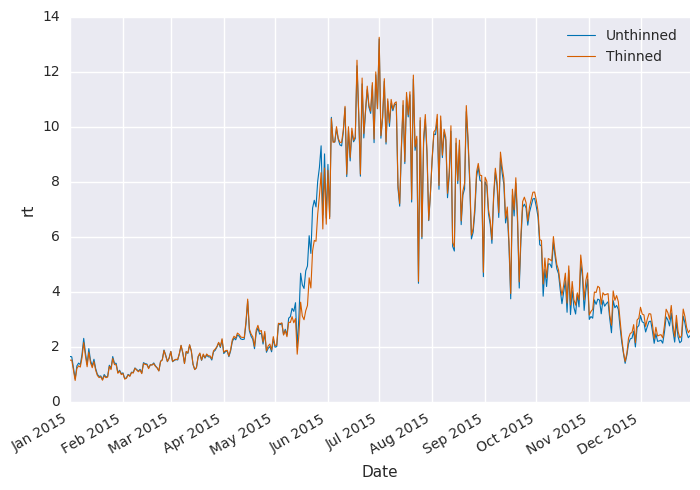 14
12
10
8
6
4
2
0
rt
Unthinned
Thinned
Jan 2015
Feb 2015
Mar 2015
Apr 2015
May 2015
Jun 2015
Jul 2015
Aug 2015
Sep 2015
Oct 2015
Nov 2015
Dec 2015
Date